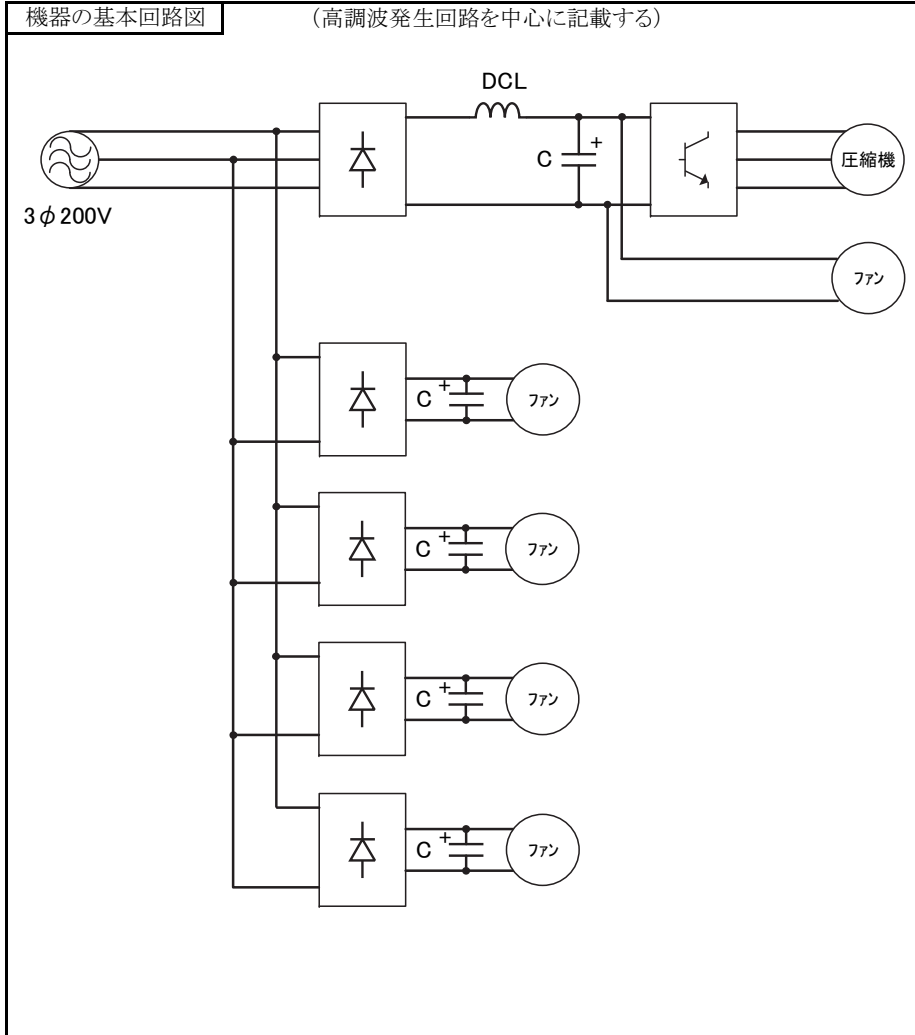 機器の基本回路図 (高調波発生回路を中心に記載する)
DCL
C +
圧縮機
3φ200V
ファン
C + ファン
C + ファン
C + ファン
C + ファン